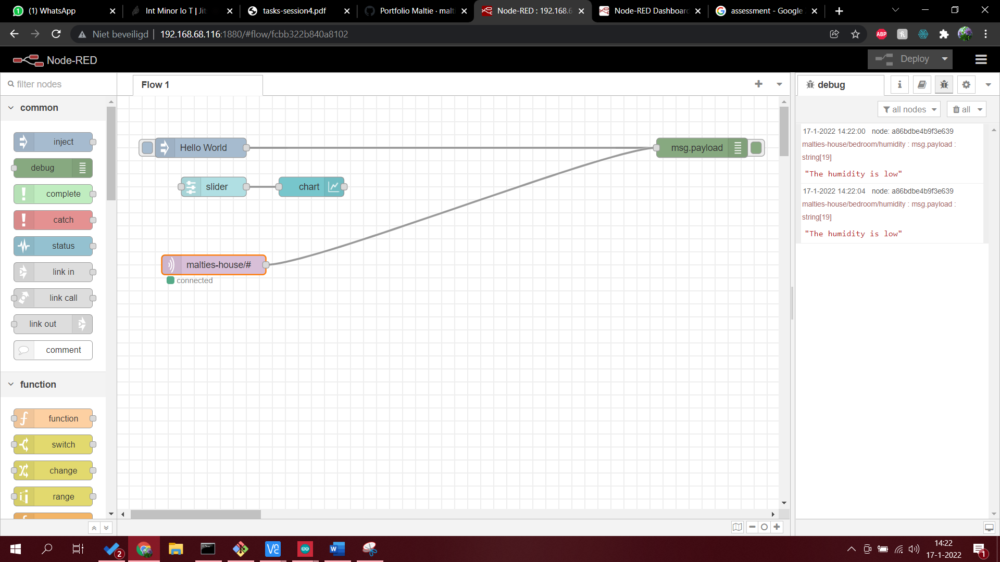 (1) WhatsApp
Int Minor Io T | Jit
tasks-session4.pdf
Portfolio Maltie · malti
Node-RED : 192.168.6
Node-RED Dashboard
assessment - Google
Niet beveiligd
192.168.68.116:1880/#flow/fcbb322b840a8102
ABP
Node-RED
Deploy
filter nodes
Flow 1
debug
all nodes
all
common
inject
debug
complete
catch
status
link in
link call
link out
comment
function
function
switch
change
range
Hello World
msg.payload
slider
chart
malties-house/#
connected
17-1-2022 14:22:00 node: a86bdbe4b9f3e639
malties-house/bedroom/humidity : msg.payload :
string[19]
"The humidity is low"
17-1-2022 14:22:04 node: a86bdbe4b9f3e639
malties-house/bedroom/humidity : msg.payload :
string[19]
"The humidity is low"
2
14:22
17-1-2022
1